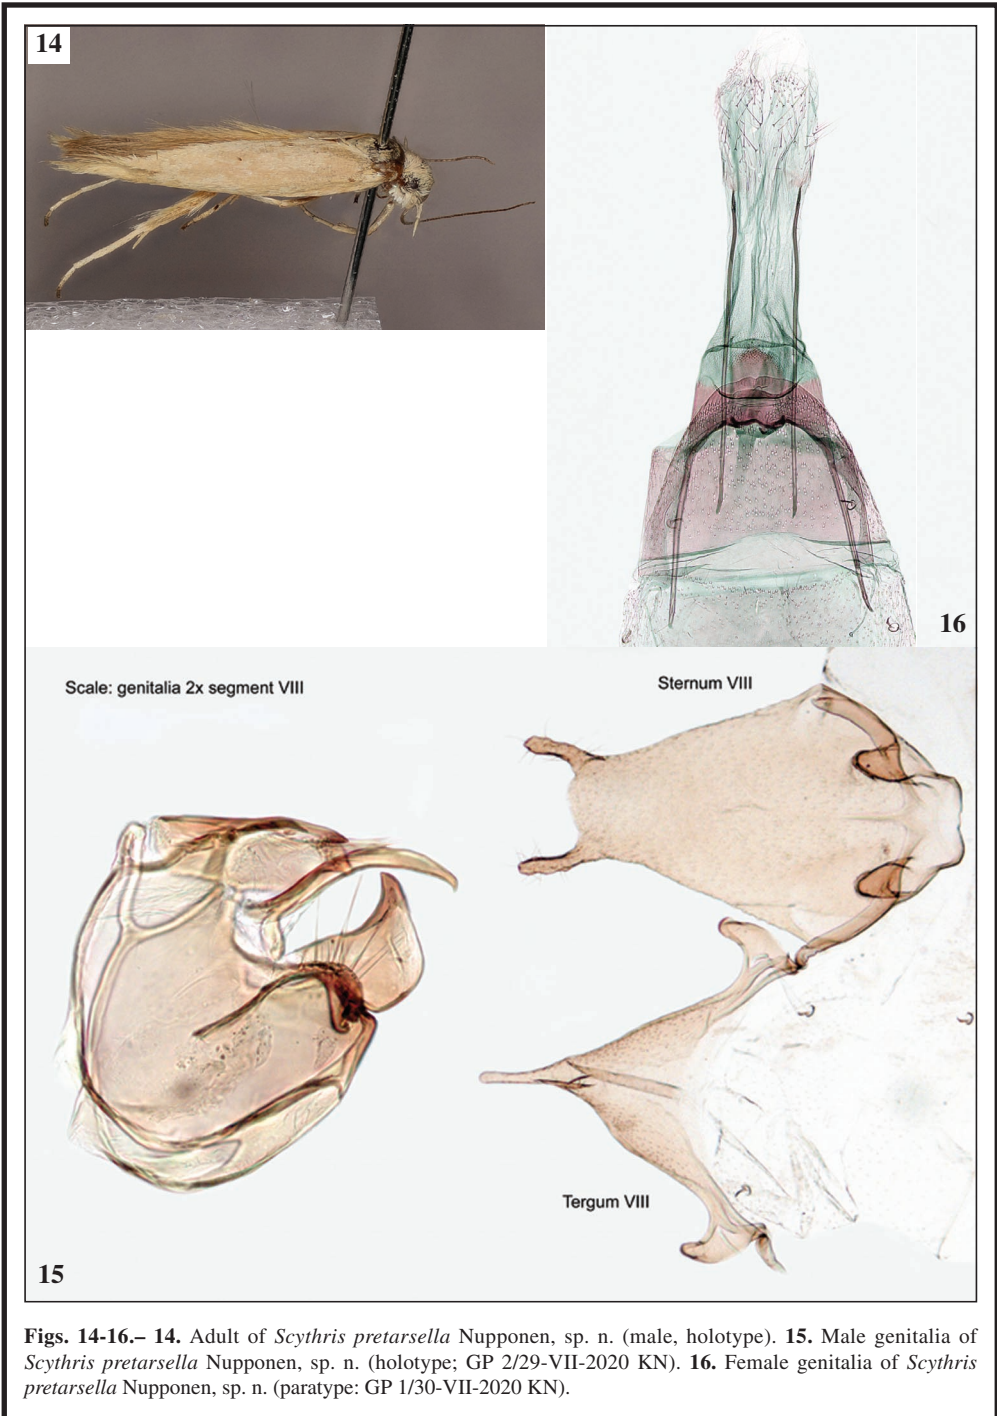 14
16
Scale: genitalia 2x segment VIII
Sternum VIII
Tergum VIII
15
Figs. 14-16.– 14. Adult of Scythris pretarsella Nupponen, sp. n. (male, holotype). 15. Male genitalia of
Scythris pretarsella Nupponen, sp. n. (holotype; GP 2/29-VII-2020 KN). 16. Female genitalia of Scythris
pretarsella Nupponen, sp. n. (paratype: GP 1/30-VII-2020 KN).